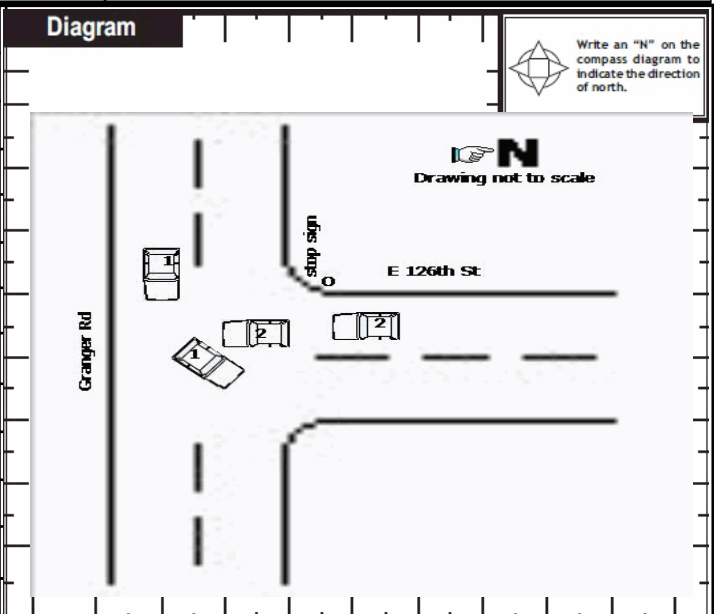 Diagram
Write an “N” on the
compass diagram to
indicate the direction
of north.
N
Drawing not to scale
stop sign
E 126th St
1
2
2
1
Granger Rd